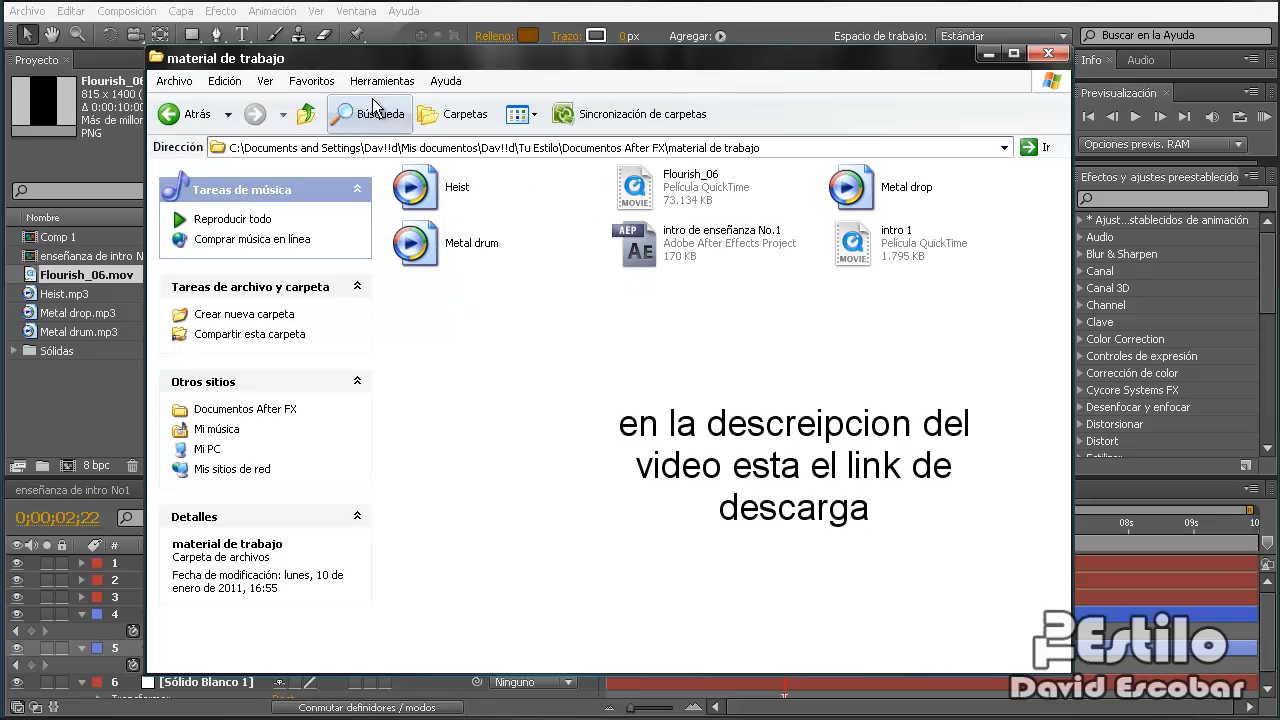 Archivo Editar Composición Capa Efecto Animación Ver Ventana Ayuda
Relleno: Trazo: 0 px Agregar: Espacio de trabajo: Estándar Buscar en la Ayuda
Proyecto
Flourish_06
815 x 1400
Δ 0:00:10:00
Más de millor
PNG
Nombre
Comp 1
enseñanza de intro N
Flourish_06.mov
Heist.mp3
Metal drop.mp3
Metal drum.mp3
Sólidas
8 bpc
material de trabajo
Archivo Edición Ver Favoritos Herramientas Ayuda
Atrás Búsqueda Carpetas Sincronización de carpetas
Dirección C:\Documents and Settings\Dav!!d\Mis documentos\Dav!!d\Tu Estilo\Documentos After FX\material de trabajo Ir
Tareas de música
Reproducir todo
Comprar música en línea
Tareas de archivo y carpeta
Crear nueva carpeta
Compartir esta carpeta
Otros sitios
Documentos After FX
Mi música
Mi PC
Mis sitios de red
Detalles
material de trabajo
Carpeta de archivos
Fecha de modificación: lunes, 10 de
enero de 2011, 16:55
Heist
Flourish_06
Película QuickTime
73.134 KB
Metal drop
Metal drum
intro de enseñanza No.1
Adobe After Effects Project
170 KB
intro 1
Película QuickTime
1.795 KB
en la descreipcion del
video esta el link de
descarga
Info Audio
Previsualización
Opciones previs. RAM
Efectos y ajustes preestablecido
* Ajust...stablecidos de animación
Audio
Blur & Sharpen
Canal
Canal 3D
Channel
Clave
Color Correction
Controles de expresión
Corrección de color
Cycore Systems FX
Desenfocar y enfocar
Distorsionar
Distort
Estilizar
enseñanza de intro No1
0;00;02;22
#
08s 09s 10
1
2
3
4
5
6 [Sólido Blanco 1] Ninguno
Conmutar definidores / modos
TU Estilo
David Escobar